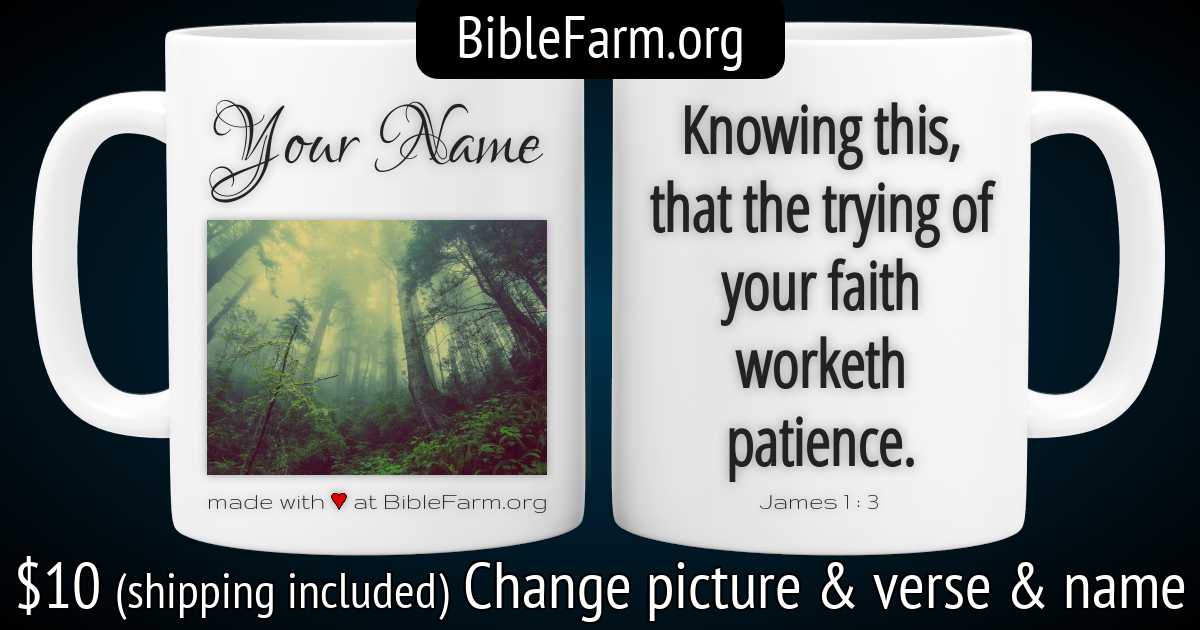 BibleFarm.org
Your Name
made with ♥ at BibleFarm.org
Knowing this,
that the trying of
your faith
worketh
patience.
James 1 : 3
$10 (shipping included) Change picture & verse & name